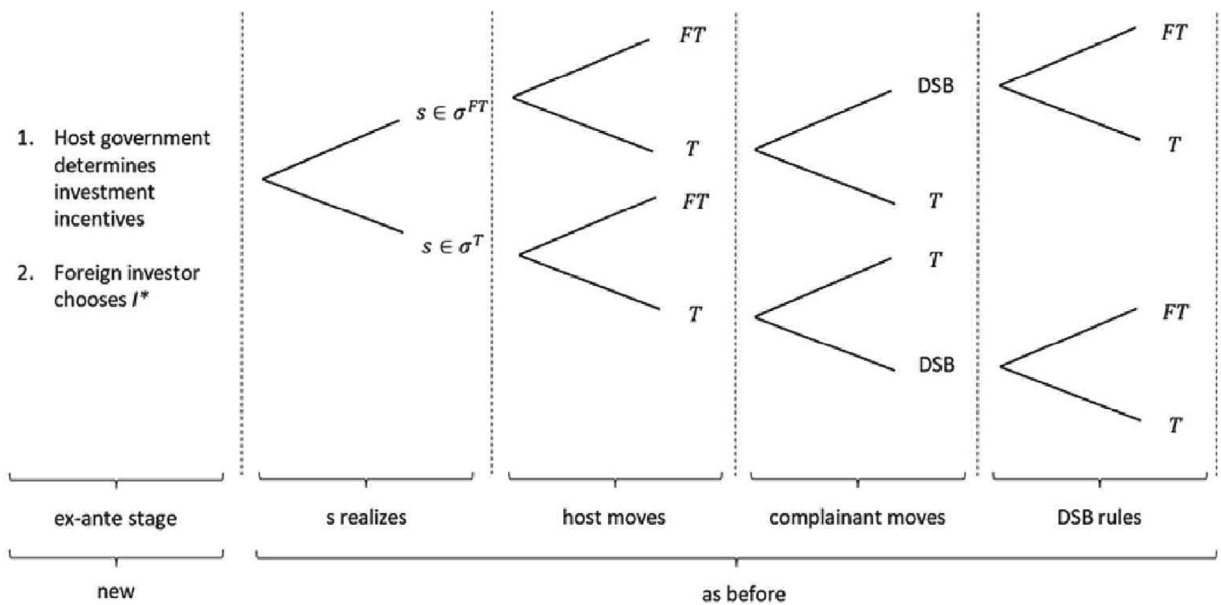 1. Host government
determines
investment
incentives
2. Foreign investor
chooses I*
s ∈ σ^FT
s ∈ σ^T
FT
T
FT
T
DSB
T
T
DSB
FT
T
FT
T
ex-ante stage
s realizes
host moves
complainant moves
DSB rules
new
as before